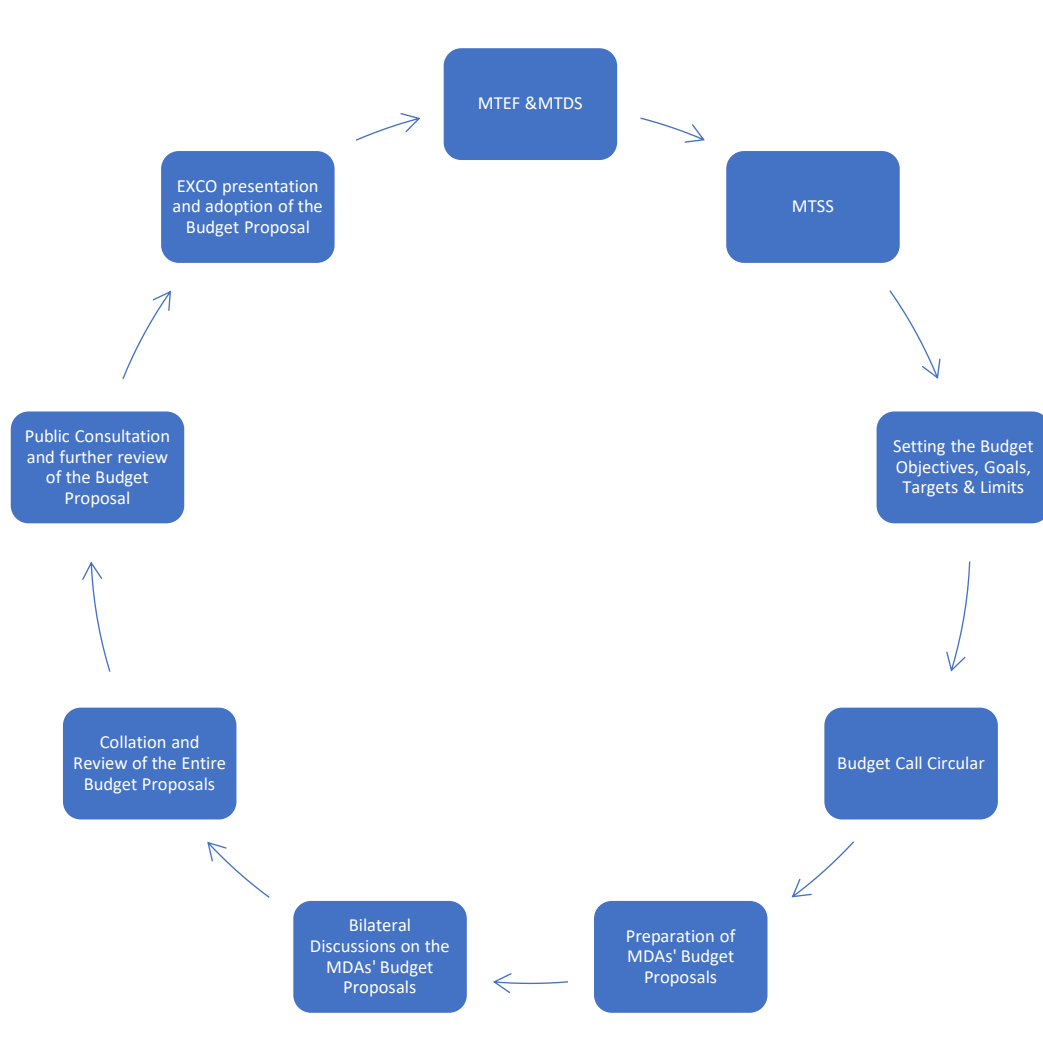 MTEF &MTDS
MTSS
Setting the Budget
Objectives, Goals,
Targets & Limits
Budget Call Circular
Preparation of
MDAs' Budget
Proposals
Bilateral
Discussions on the
MDAs' Budget
Proposals
Collation and
Review of the Entire
Budget Proposals
Public Consultation
and further review
of the Budget
Proposal
EXCO presentation
and adoption of the
Budget Proposal